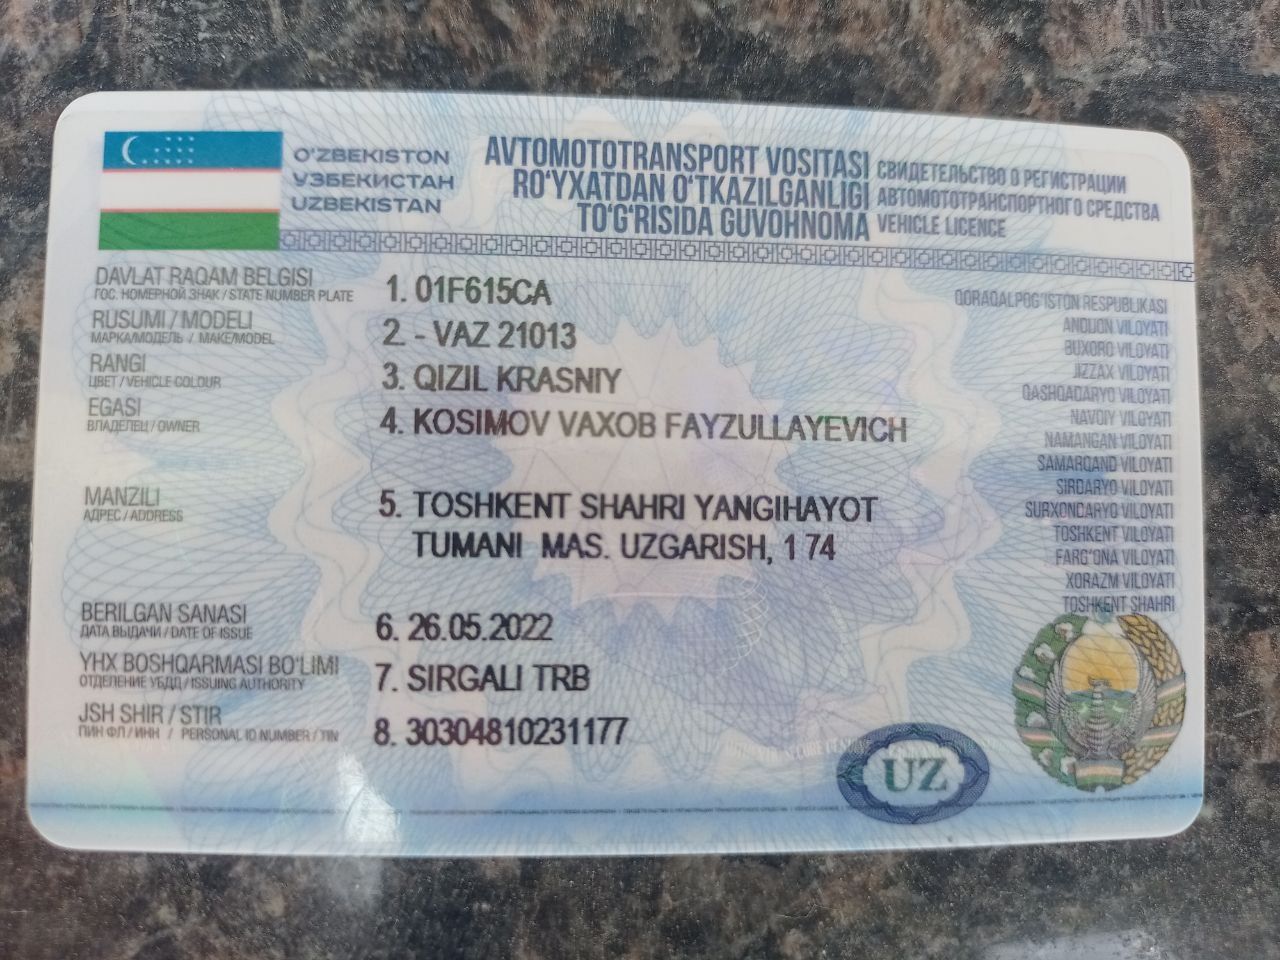 O'ZBEKISTON
УЗБЕКИСТАН
UZBEKISTAN
AVTOMOTOTRANSPORT VOSITASI
RO'YXATDAN O'TKAZILGANLIGI
TO'G'RISIDA GUVOHNOMA
СВИДЕТЕЛЬСТВО О РЕГИСТРАЦИИ
АВТОМОТОТРАНСПОРТНОГО СРЕДСТВА
VEHICLE LICENCE
DAVLAT RAQAM BELGISI
ГОС. НОМЕРНОЙ ЗНАК / STATE NUMBER PLATE
1. 01F615CA
RUSUMI / MODELI
МАРКА/МОДЕЛЬ / MAKE/MODEL
2. - VAZ 21013
RANGI
ЦВЕТ / VEHICLE COLOUR
3. QIZIL KRASNIY
EGASI
ВЛАДЕЛЕЦ / OWNER
4. KOSIMOV VAXOB FAYZULLAYEVICH
MANZILI
АДРЕС / ADDRESS
5. TOSHKENT SHAHRI YANGIHAYOT
TUMANI MAS. UZGARISH, 1 74
BERILGAN SANASI
ДАТА ВЫДАЧИ / DATE OF ISSUE
6. 26.05.2022
YHX BOSHQARMASI BO'LIMI
ОТДЕЛЕНИЕ УБДД / ISSUING AUTHORITY
7. SIRGALI TRB
JSH SHIR / STIR
ПИН ФЛ / ИНН / PERSONAL ID NUMBER / TIN
8. 30304810231177
QORAQALPOG'ISTON RESPUBLIKASI
ANDIJON VILOYATI
BUXORO VILOYATI
JIZZAX VILOYATI
QASHQADARYO VILOYATI
NAVOIY VILOYATI
NAMANGAN VILOYATI
SAMARQAND VILOYATI
SIRDARYO VILOYATI
SURXONDARYO VILOYATI
TOSHKENT VILOYATI
FARG'ONA VILOYATI
XORAZM VILOYATI
TOSHKENT SHAHRI
UZ